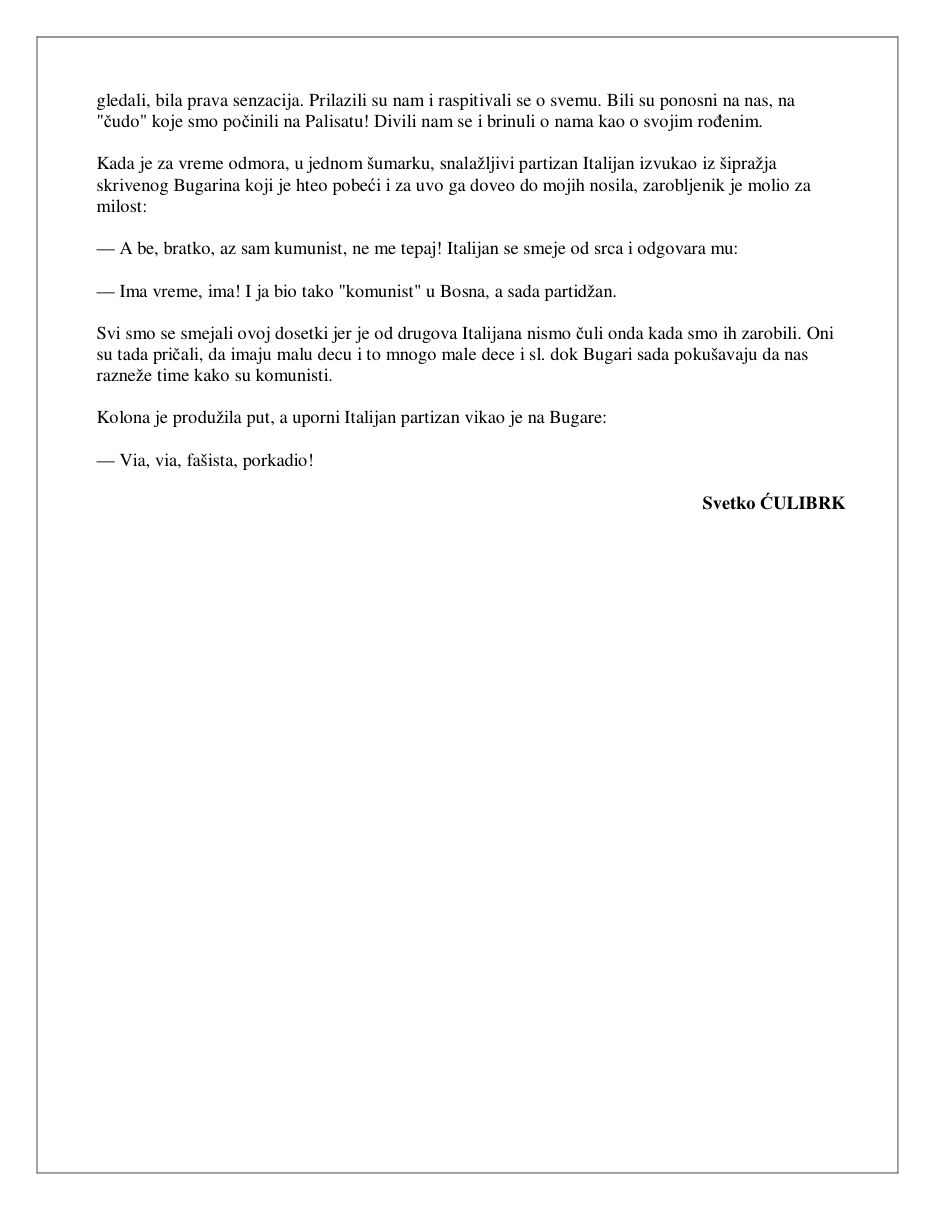 gledali, bila prava senzacija. Prilazili su nam i raspitivali se o svemu. Bili su ponosni na nas, na
"čudo" koje smo počinili na Palisatu! Divili nam se i brinuli o nama kao o svojim rođenim.
Kada je za vreme odmora, u jednom šumarku, snalažljivi partizan Italijan izvukao iz šipražja
skrivenog Bugarina koji je hteo pobeći i za uvo ga doveo do mojih nosila, zarobljenik je molio za
milost:
— A be, bratko, az sam kumunist, ne me tepaj! Italijan se smeje od srca i odgovara mu:
— Ima vreme, ima! I ja bio tako "komunist" u Bosna, a sada partidžan.
Svi smo se smejali ovoj dosetki jer je od drugova Italijana nismo čuli onda kada smo ih zarobili. Oni
su tada pričali, da imaju malu decu i to mnogo male dece i sl. dok Bugari sada pokušavaju da nas
razneže time kako su komunisti.
Kolona je produžila put, a uporni Italijan partizan vikao je na Bugare:
— Via, via, fašista, porkadio!
Svetko ĆULIBRK